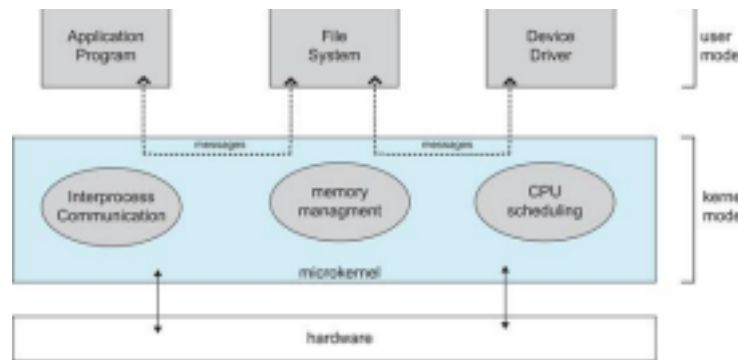 Application
Program
File
System
Device
Driver
user
mode
messages
messages
Interprocess
Communication
memory
managment
CPU
scheduling
kerne
mode
microkernel
hardware